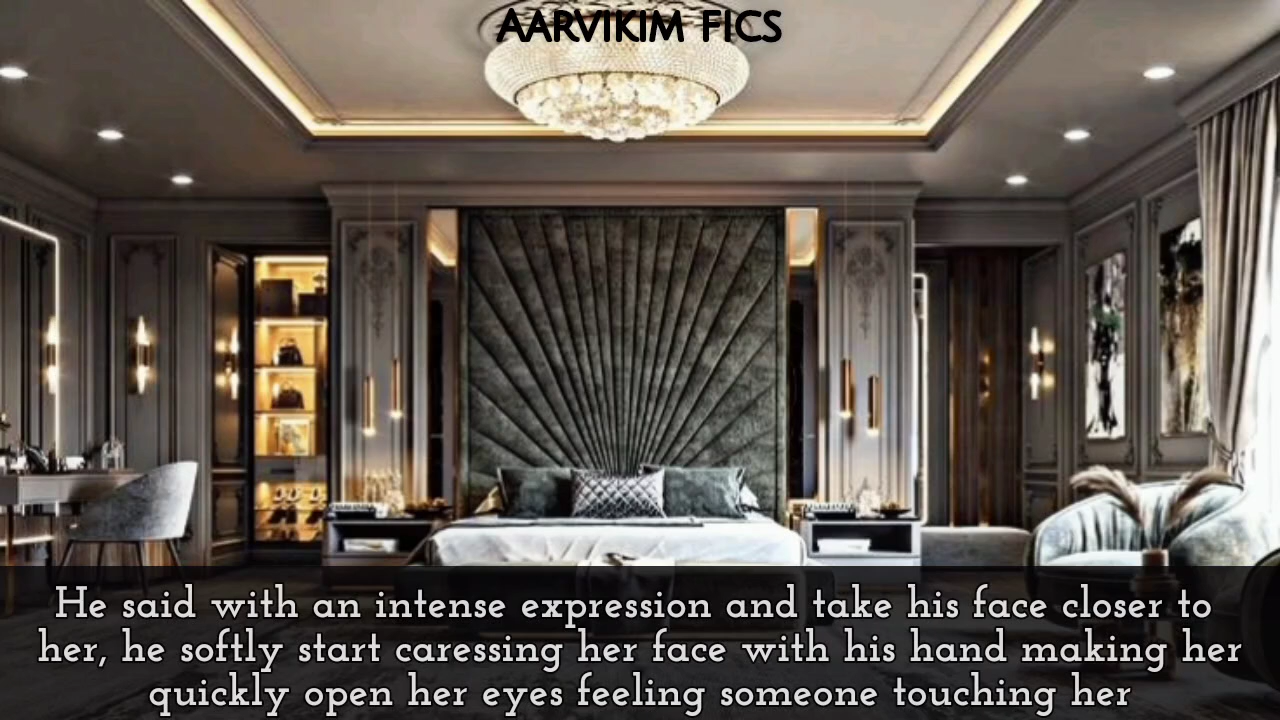 AARVIKIM FICS
He said with an intense expression and take his face closer to
her, he softly start caressing her face with his hand making her
quickly open her eyes feeling someone touching her